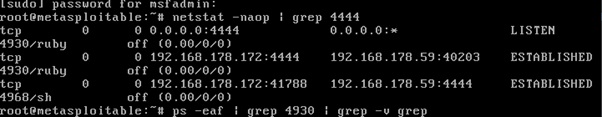 [sudo] password for msfadmin:
root@metasploitable:~# netstat -naop | grep 4444
tcp        0      0 0.0.0.0:4444            0.0.0.0:*               LISTEN
4930/ruby        off (0.00/0/0)
tcp        0      0 192.168.178.172:4444    192.168.178.59:40203    ESTABLISHED
4930/ruby        off (0.00/0/0)
tcp        0      0 192.168.178.172:41788   192.168.178.59:4444     ESTABLISHED
4968/sh          off (0.00/0/0)
root@metasploitable:~# ps -eaf | grep 4930 | grep -v grep